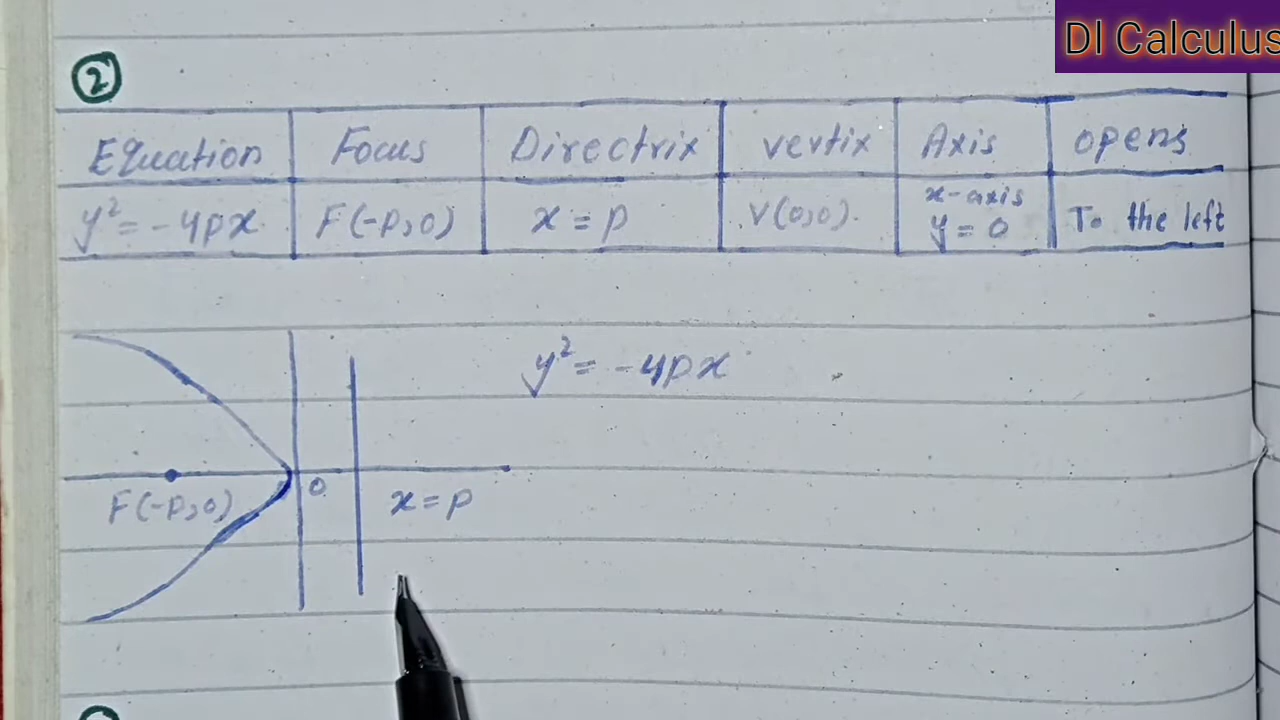 DI Calculus
2
Equation Focus Directrix vertix Axis opens
y² = -4px F(-p,0) x = p V(0,0). x-axis y = 0 To the left
y² = -4px
F(-p,0) 0 x = p